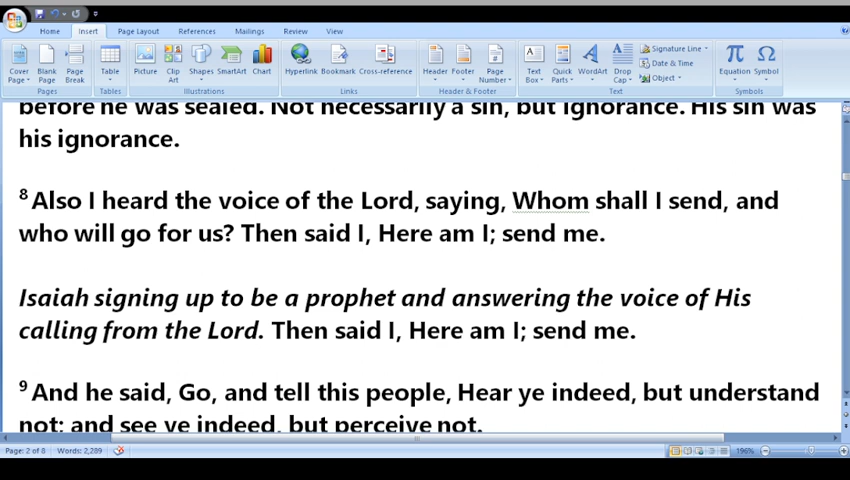 Home Insert Page Layout References Mailings Review View
Cover Page Blank Page Page Break Table Picture Clip Art Shapes SmartArt Chart Hyperlink Bookmark Cross-reference Header Footer Page Number Text Box Quick Parts WordArt Drop Cap Signature Line Date & Time Object Equation Symbol
Pages Tables Illustrations Links Header & Footer Text Symbols
before he was sealed. Not necessarily a sin, but ignorance. His sin was
his ignorance.
8 Also I heard the voice of the Lord, saying, Whom shall I send, and
who will go for us? Then said I, Here am I; send me.
Isaiah signing up to be a prophet and answering the voice of His
calling from the Lord. Then said I, Here am I; send me.
9 And he said, Go, and tell this people, Hear ye indeed, but understand
not; and see ye indeed, but perceive not.
Page: 2 of 8 Words: 2,289 196%